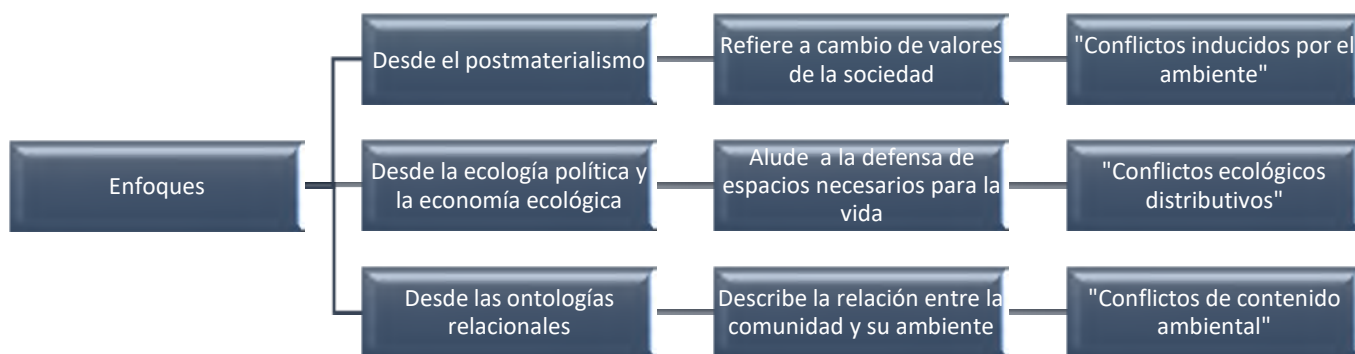 Desde el postmaterialismo
Refiere a cambio de valores
de la sociedad
"Conflictos inducidos por el
ambiente"
Enfoques
Desde la ecología política y
la economía ecológica
Alude a la defensa de
espacios necesarios para la
vida
"Conflictos ecológicos
distributivos"
Desde las ontologías
relacionales
Describe la relación entre la
comunidad y su ambiente
"Conflictos de contenido
ambiental"